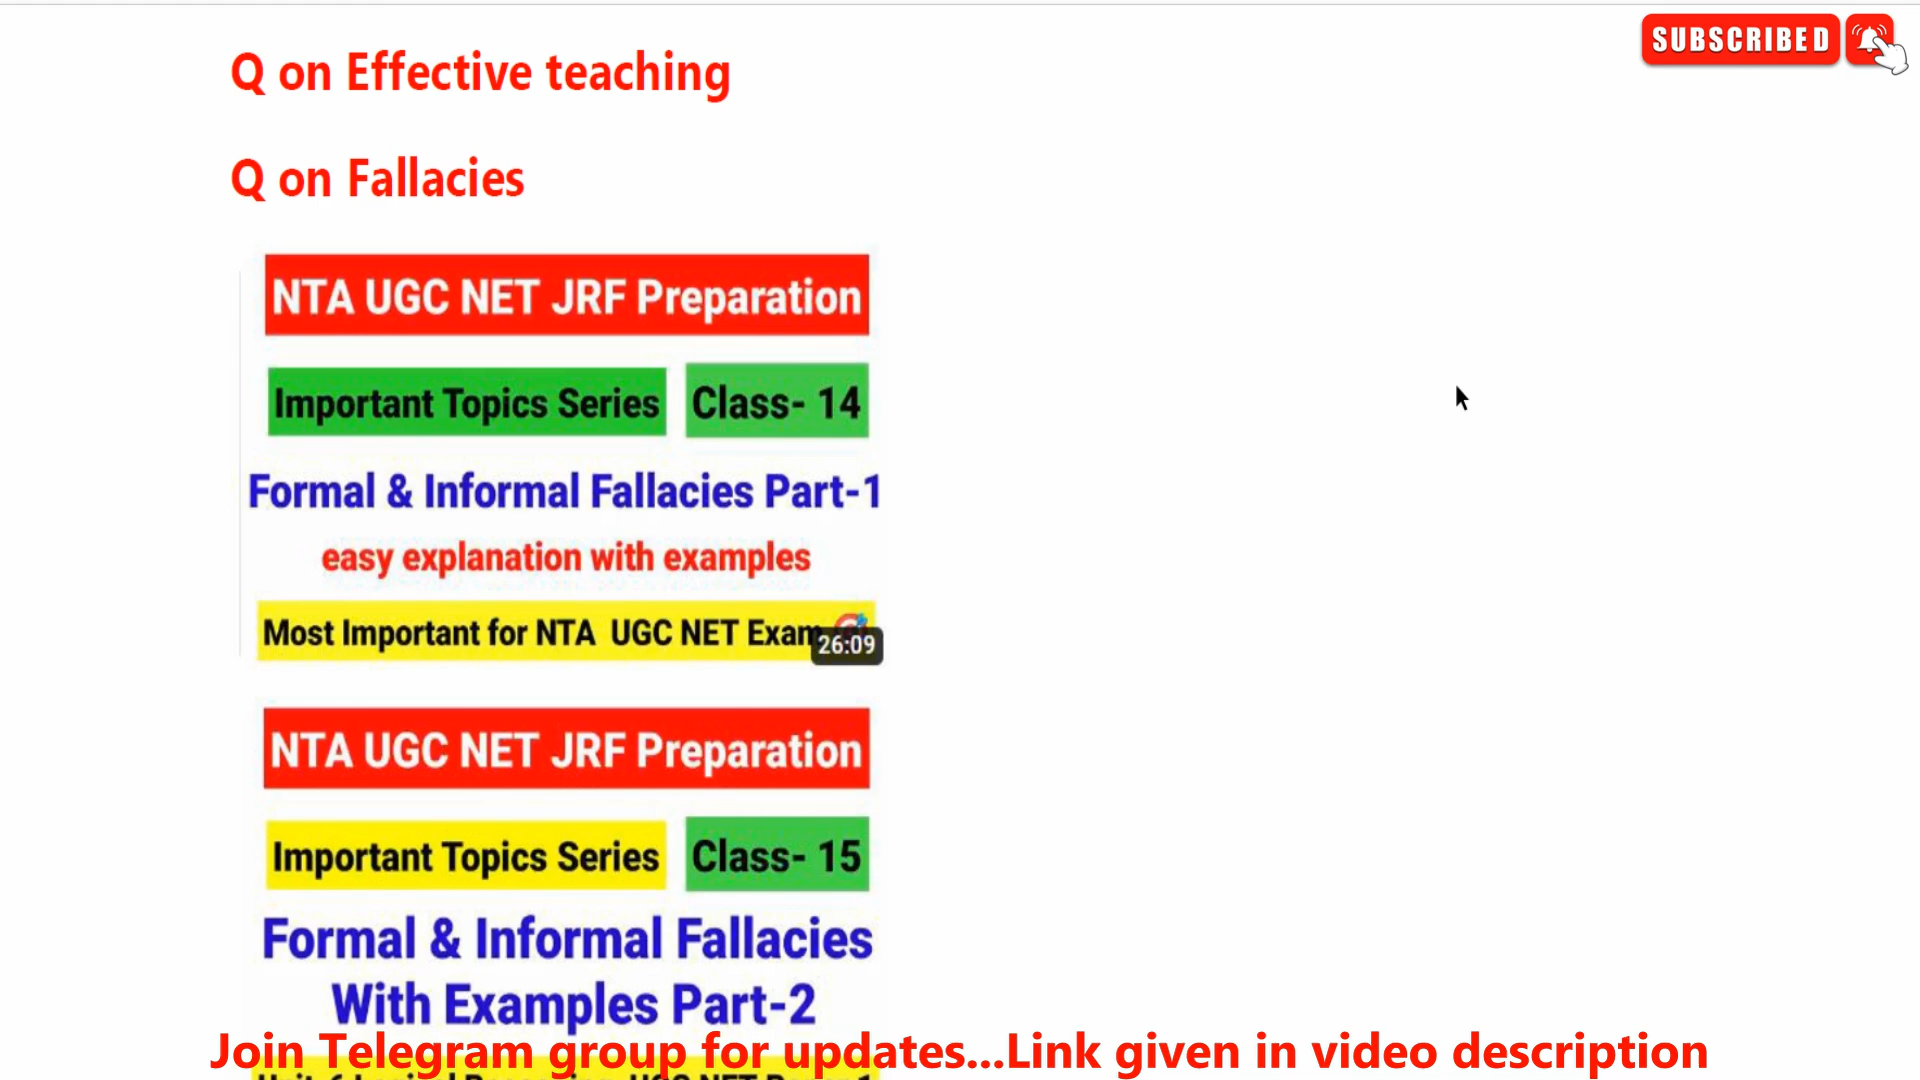 SUBSCRIBED
Q on Effective teaching
Q on Fallacies
NTA UGC NET JRF Preparation
Important Topics Series Class- 14
Formal & Informal Fallacies Part-1
easy explanation with examples
Most Important for NTA UGC NET Exam
26:09
NTA UGC NET JRF Preparation
Important Topics Series Class- 15
Formal & Informal Fallacies
With Examples Part-2
Join Telegram group for updates...Link given in video description